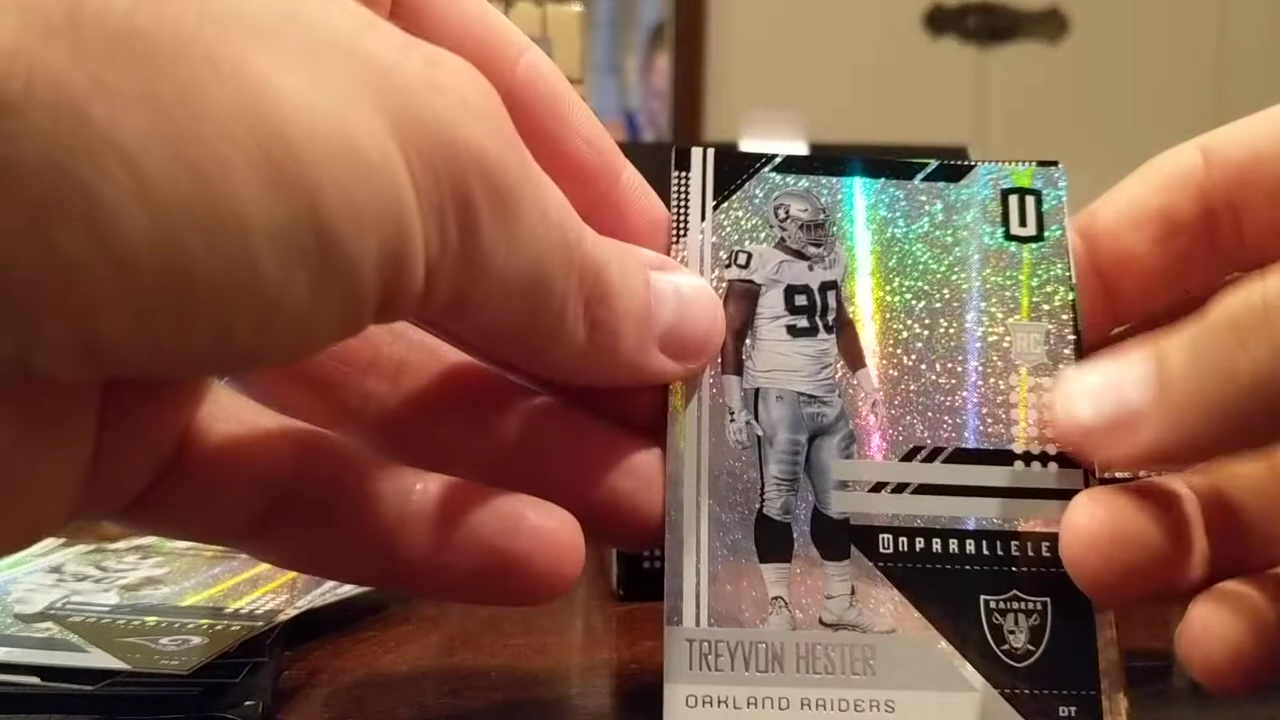 U
RC
90
90
UNPARALLELE
RAIDERS
TREYVON HESTER
OAKLAND RAIDERS
DT